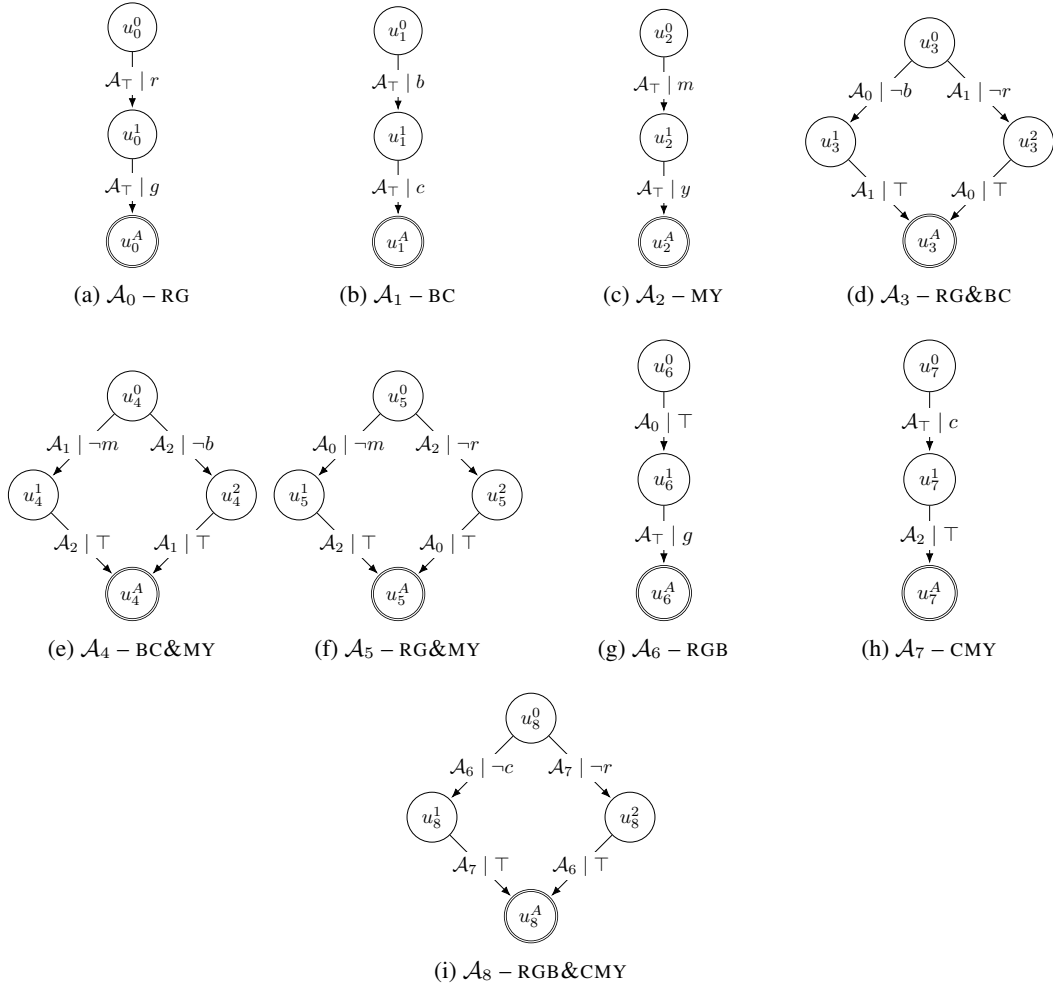 u_0^0
𝒜_⊤ | r
u_0^1
𝒜_⊤ | g
u_0^A
(a) 𝒜_0 – RG
u_1^0
𝒜_⊤ | b
u_1^1
𝒜_⊤ | c
u_1^A
(b) 𝒜_1 – BC
u_2^0
𝒜_⊤ | m
u_2^1
𝒜_⊤ | y
u_2^A
(c) 𝒜_2 – MY
u_3^0
𝒜_0 | ¬b 𝒜_1 | ¬r
u_3^1 u_3^2
𝒜_1 | ⊤ 𝒜_0 | ⊤
u_3^A
(d) 𝒜_3 – RG&BC
u_4^0
𝒜_1 | ¬m 𝒜_2 | ¬b
u_4^1 u_4^2
𝒜_2 | ⊤ 𝒜_1 | ⊤
u_4^A
(e) 𝒜_4 – BC&MY
u_5^0
𝒜_0 | ¬m 𝒜_2 | ¬r
u_5^1 u_5^2
𝒜_2 | ⊤ 𝒜_0 | ⊤
u_5^A
(f) 𝒜_5 – RG&MY
u_6^0
𝒜_0 | ⊤
u_6^1
𝒜_⊤ | g
u_6^A
(g) 𝒜_6 – RGB
u_7^0
𝒜_⊤ | c
u_7^1
𝒜_2 | ⊤
u_7^A
(h) 𝒜_7 – CMY
u_8^0
𝒜_6 | ¬c 𝒜_7 | ¬r
u_8^1 u_8^2
𝒜_7 | ⊤ 𝒜_6 | ⊤
u_8^A
(i) 𝒜_8 – RGB&CMY